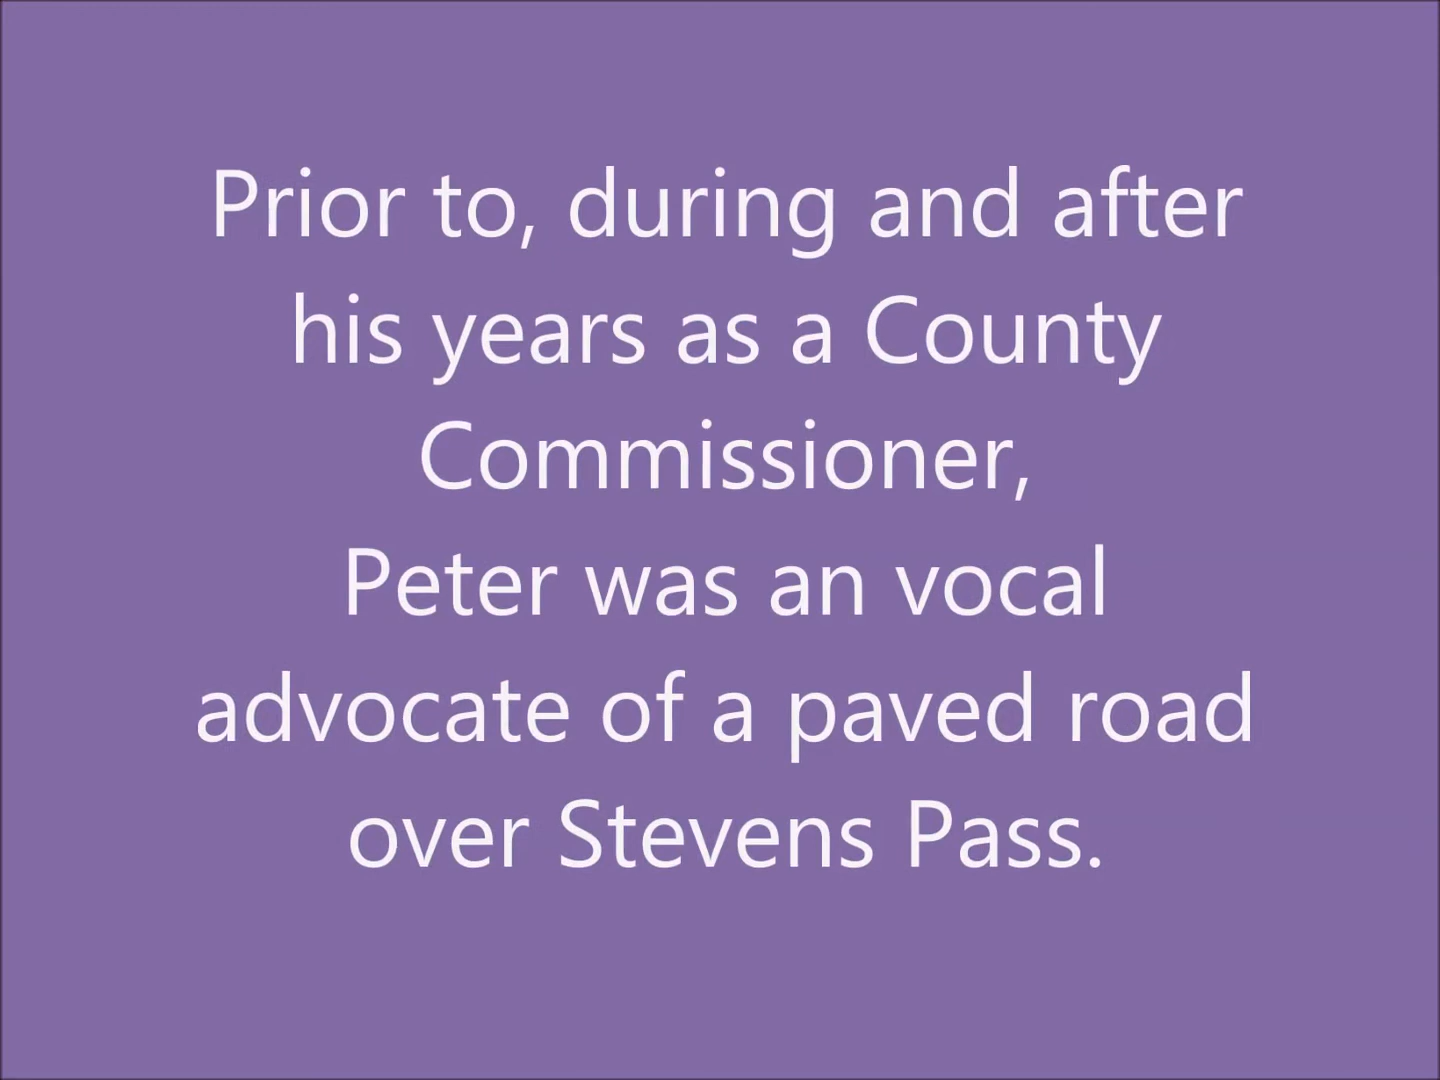 Prior to, during and after
his years as a County
Commissioner,
Peter was an vocal
advocate of a paved road
over Stevens Pass.